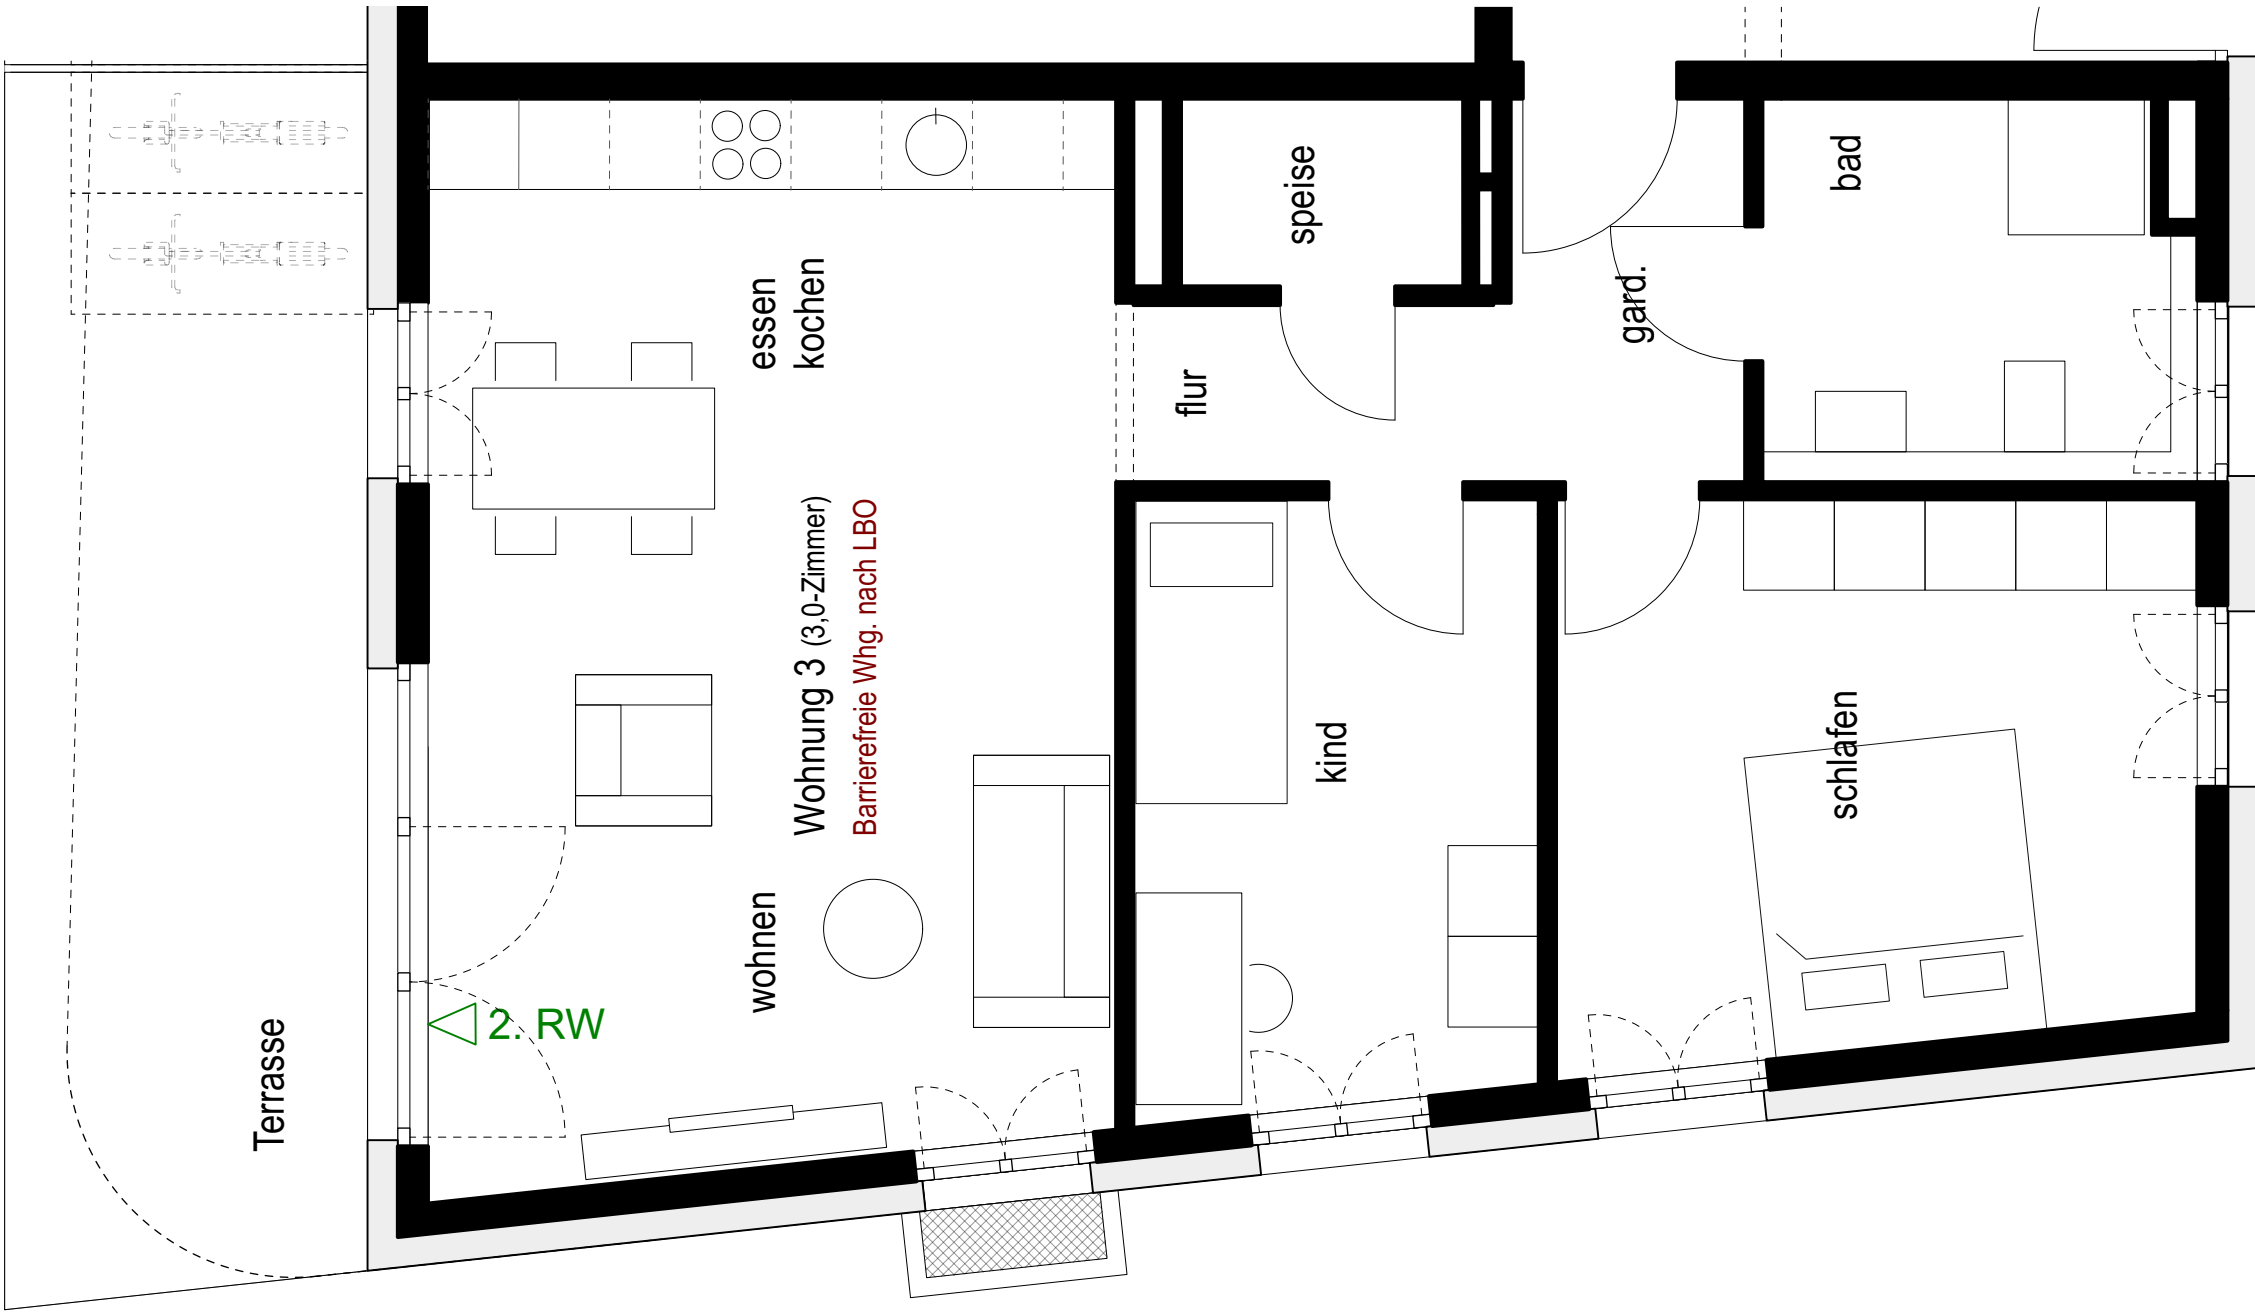 essen
kochen
speise
bad
gard.
flur
Wohnung 3 (3,0-Zimmer)
Barrierefreie Whg. nach LBO
kind
schlafen
wohnen
2. RW
Terrasse